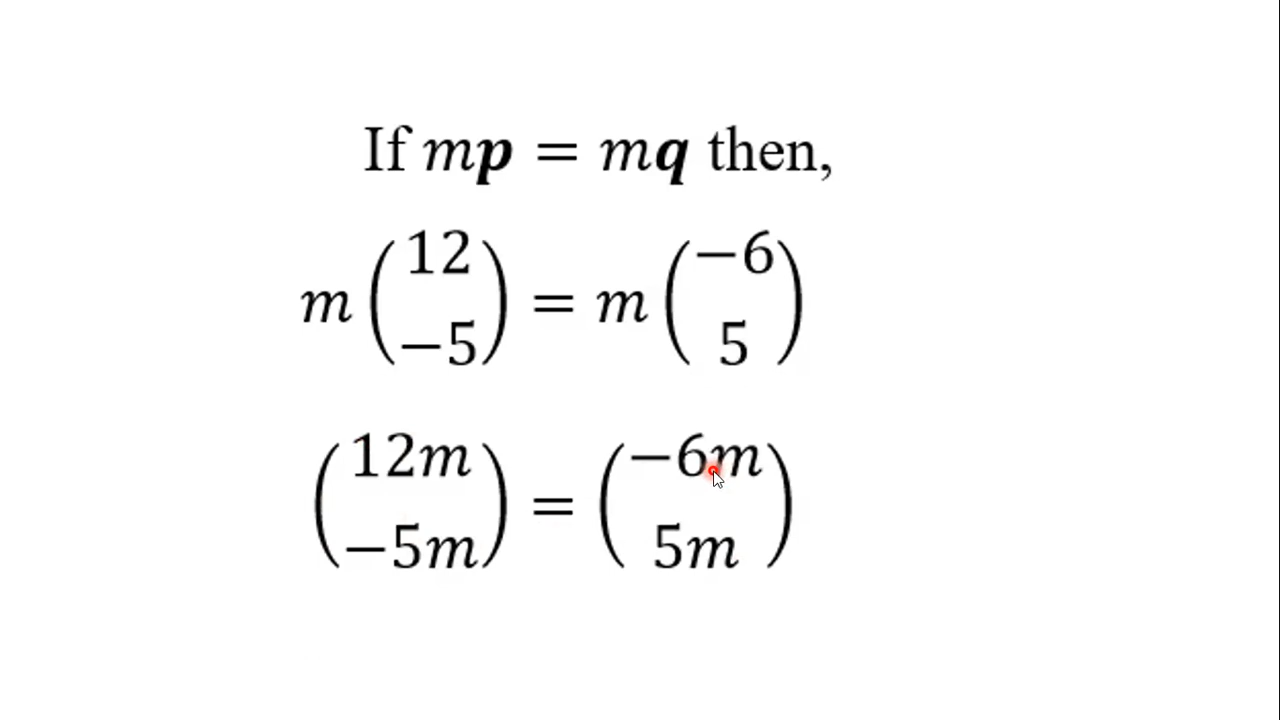 If mp = mq then,
m(12 −5) = m(−6 5)
(12m −5m) = (−6m 5m)